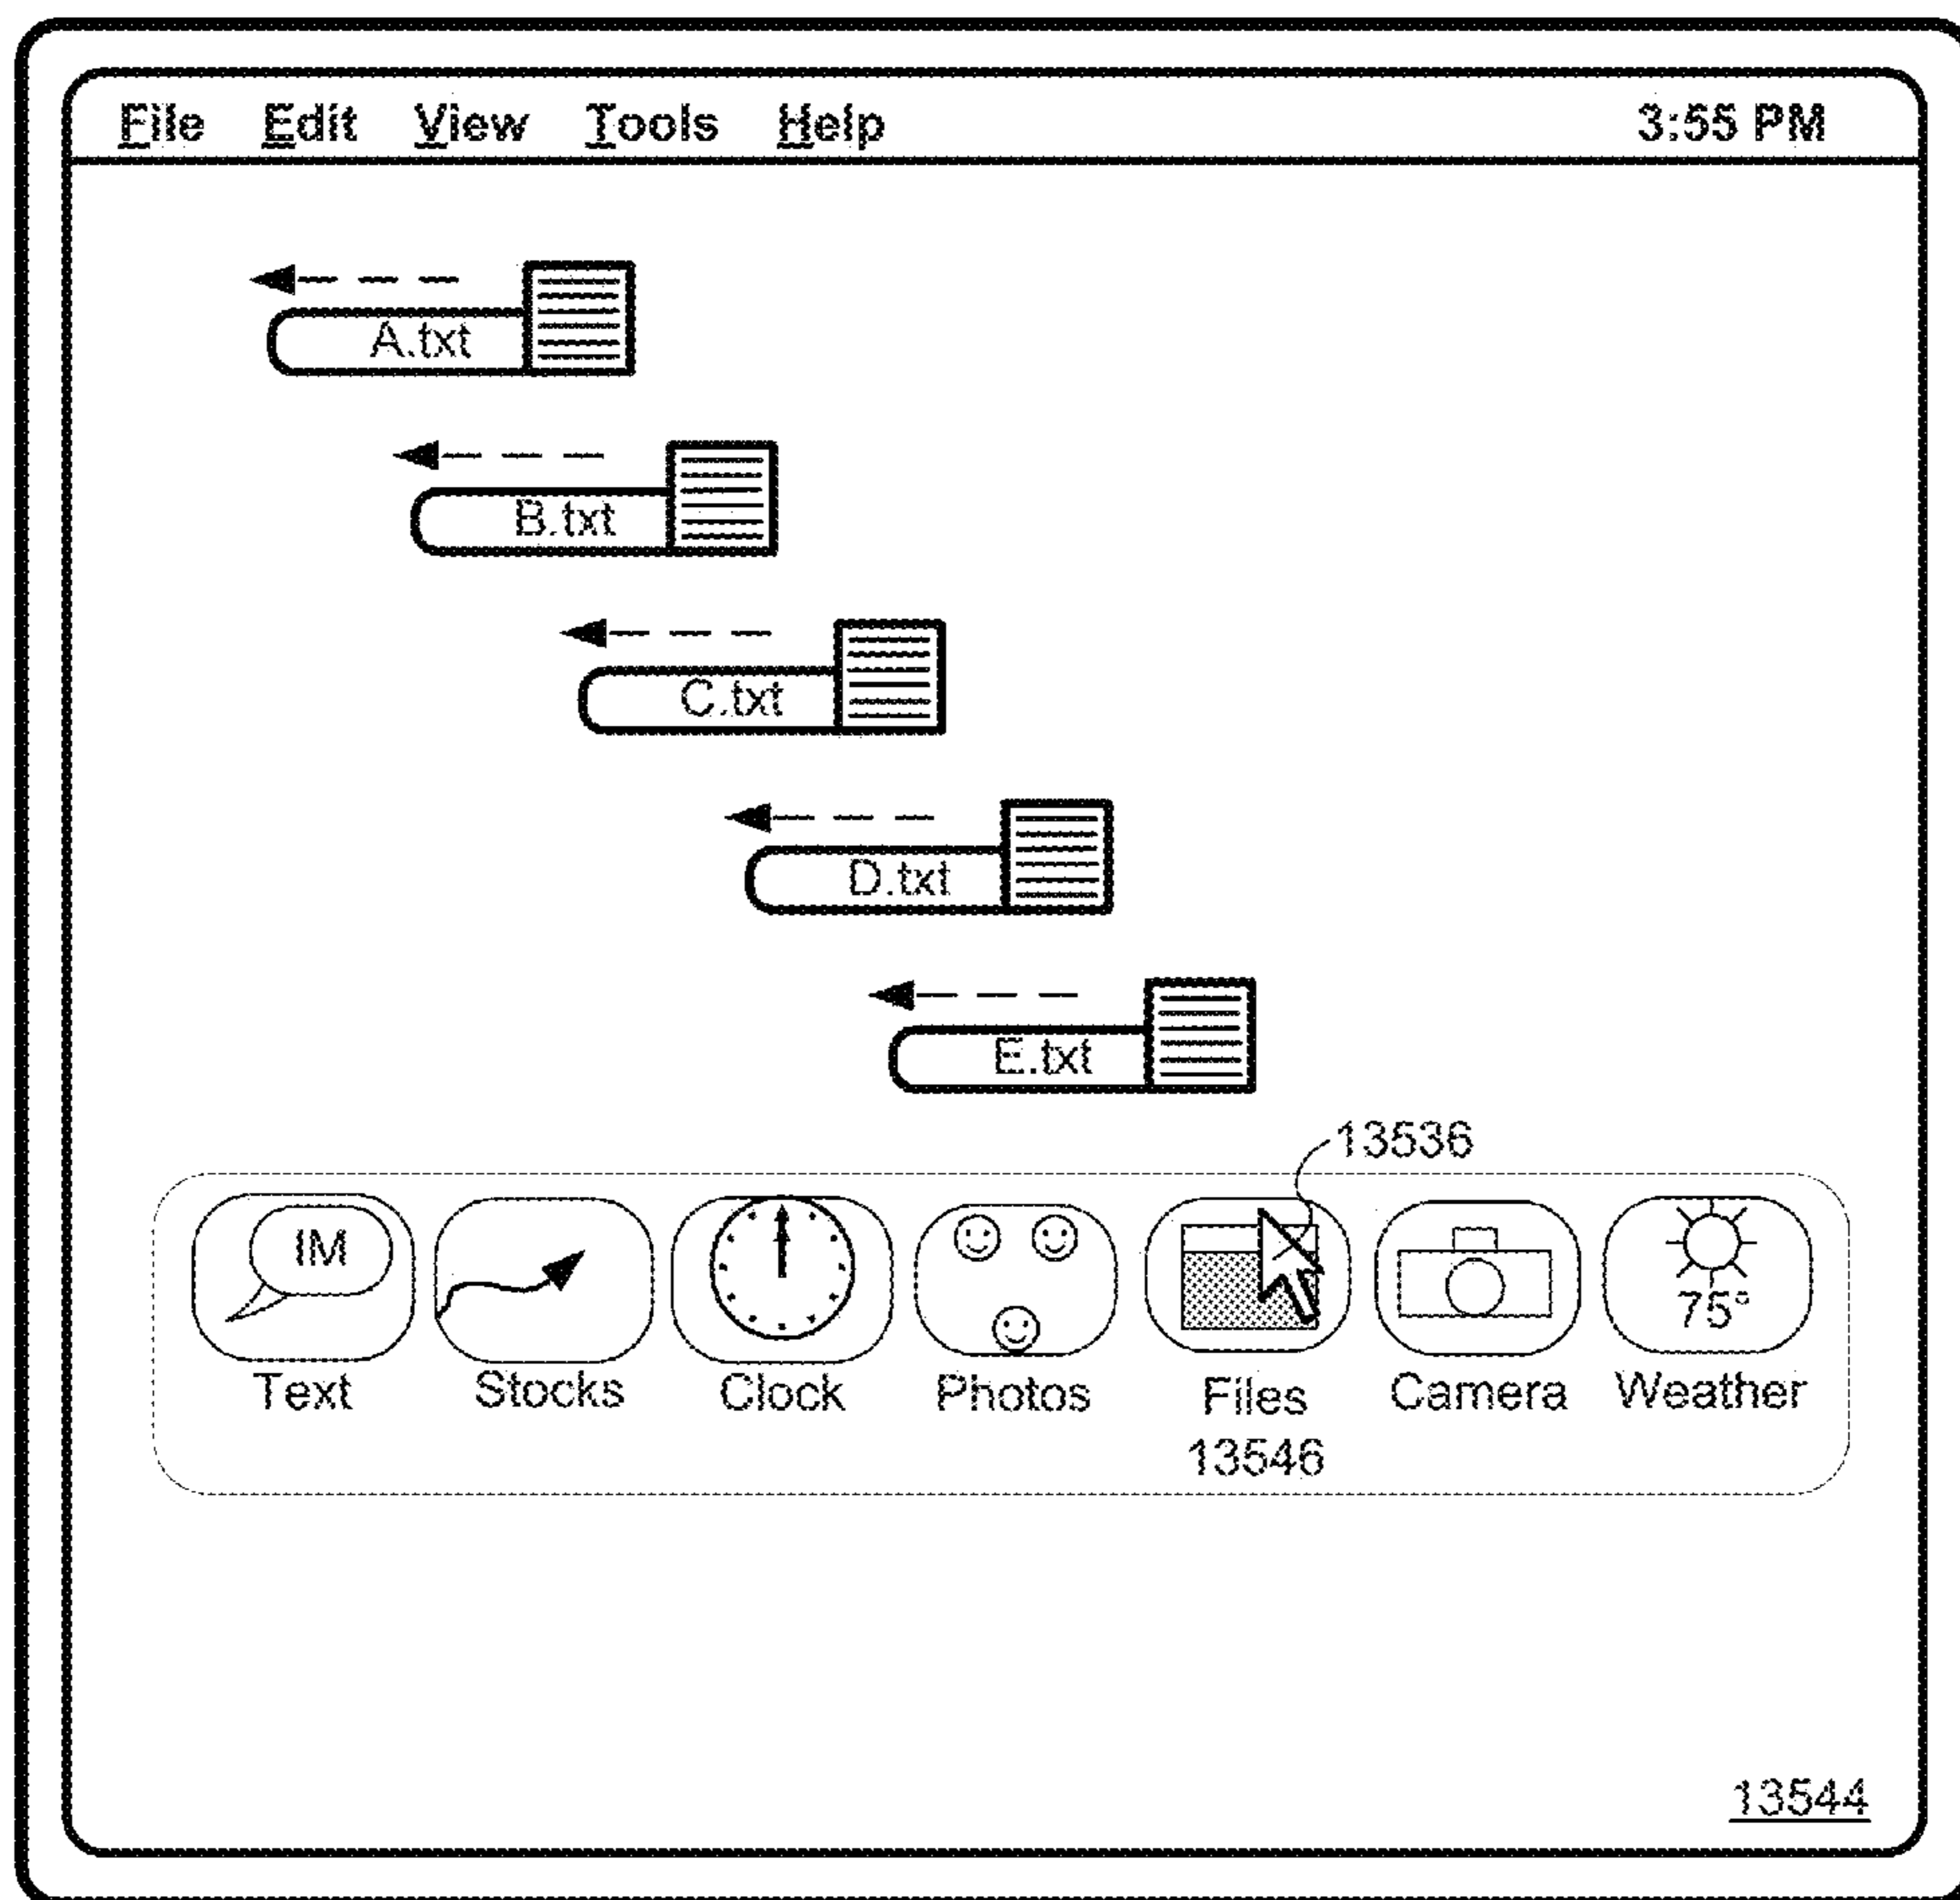 File Edit View Tools Help 3:55 PM
A.txt
B.txt
C.txt
D.txt
E.txt
13536
IM
75°
Text Stocks Clock Photos Files Camera Weather
13546
13544